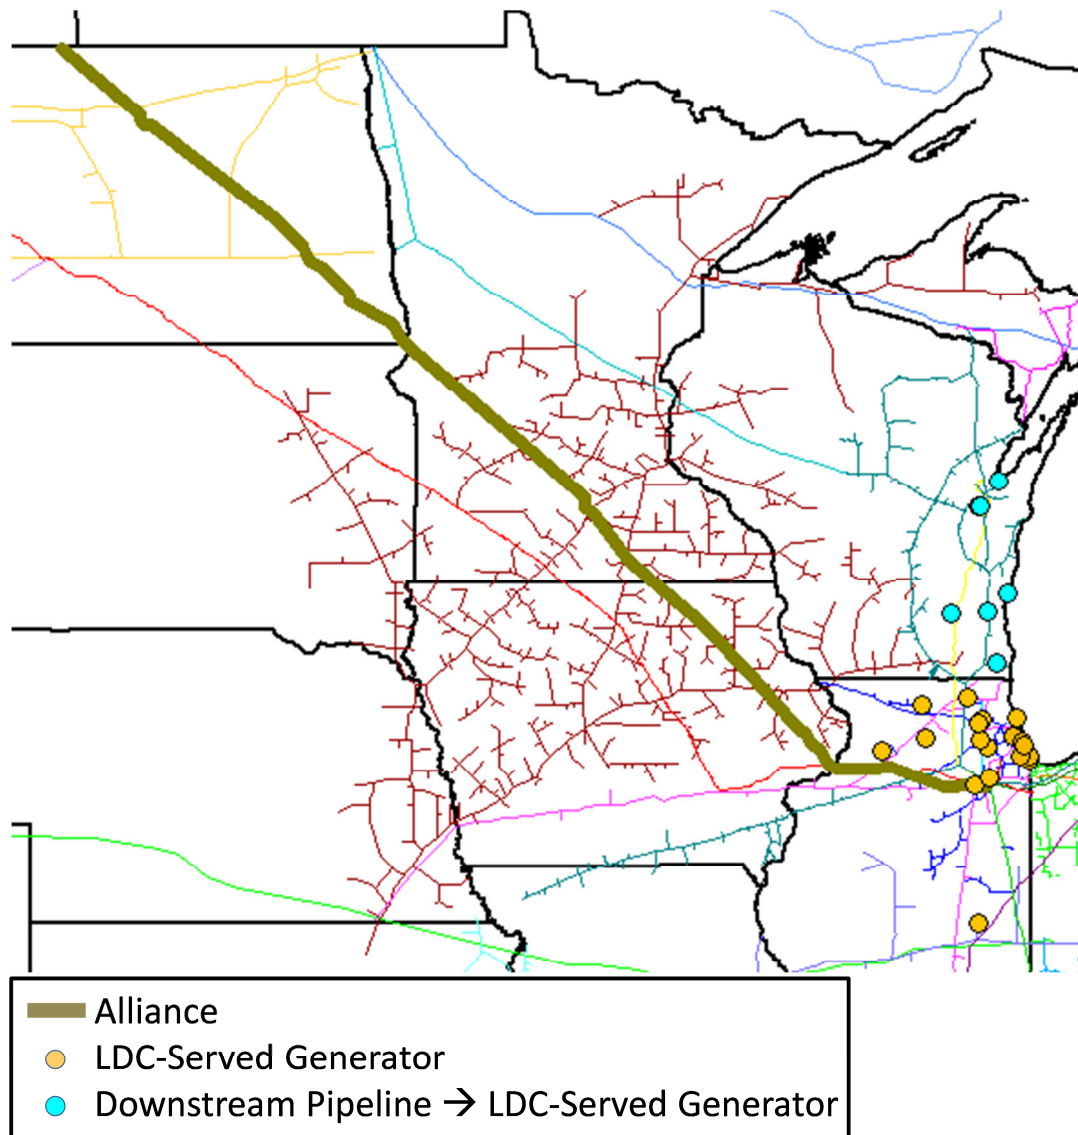 Alliance
LDC-Served Generator
Downstream Pipeline → LDC-Served Generator